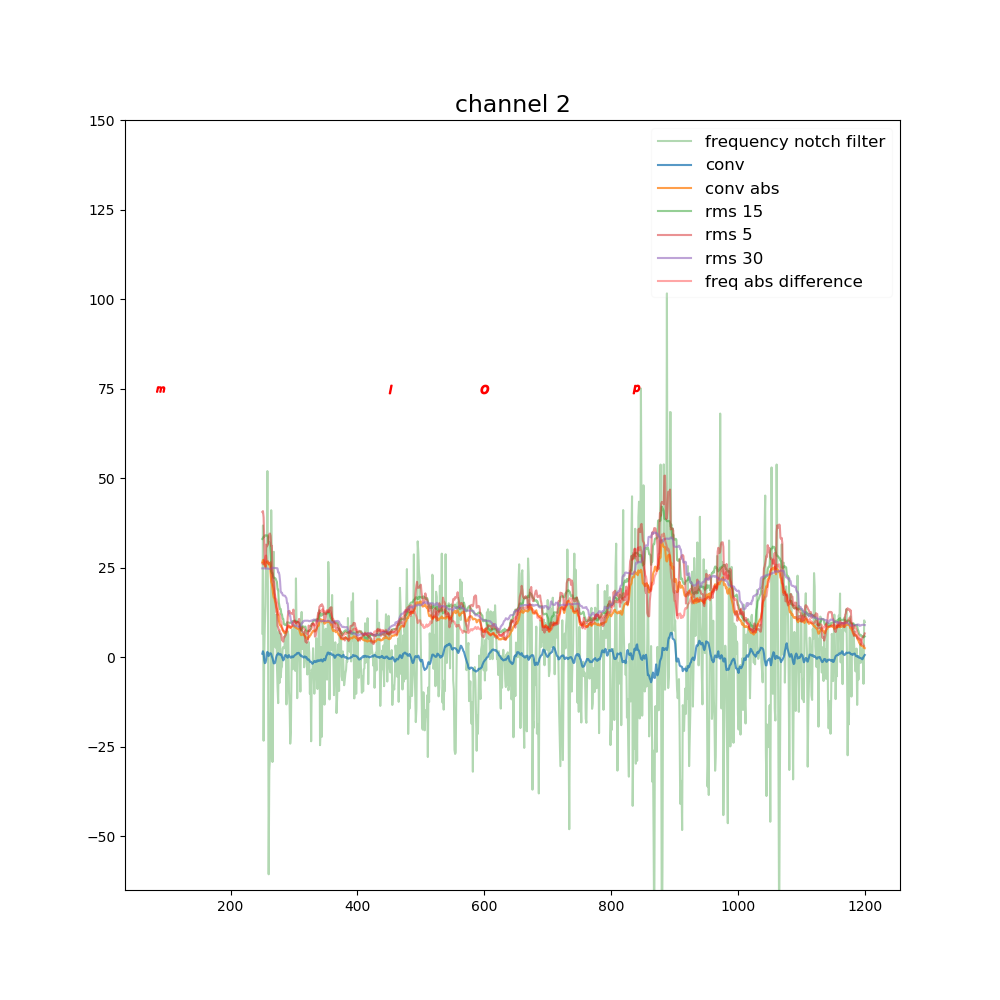 channel 2
150
125
100
75
50
25
0
−25
−50
frequency notch filter
conv
conv abs
rms 15
rms 5
rms 30
freq abs difference
m l o p
200 400 600 800 1000 1200